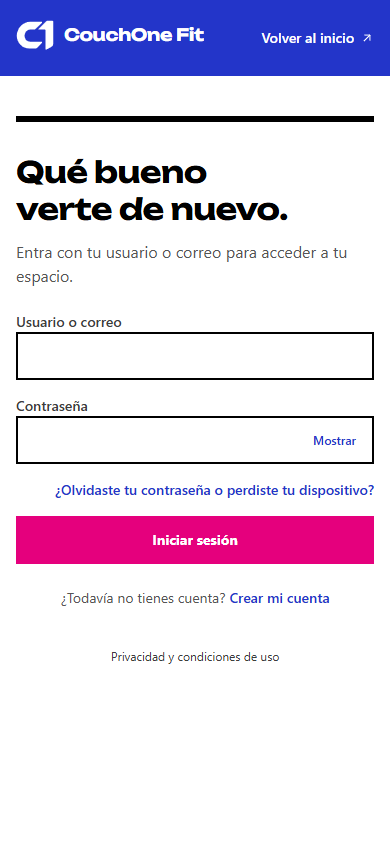 C1 CouchOne Fit
Volver al inicio ↗
Qué bueno
verte de nuevo.
Entra con tu usuario o correo para acceder a tu
espacio.
Usuario o correo
Contraseña
Mostrar
¿Olvidaste tu contraseña o perdiste tu dispositivo?
Iniciar sesión
¿Todavía no tienes cuenta? Crear mi cuenta
Privacidad y condiciones de uso